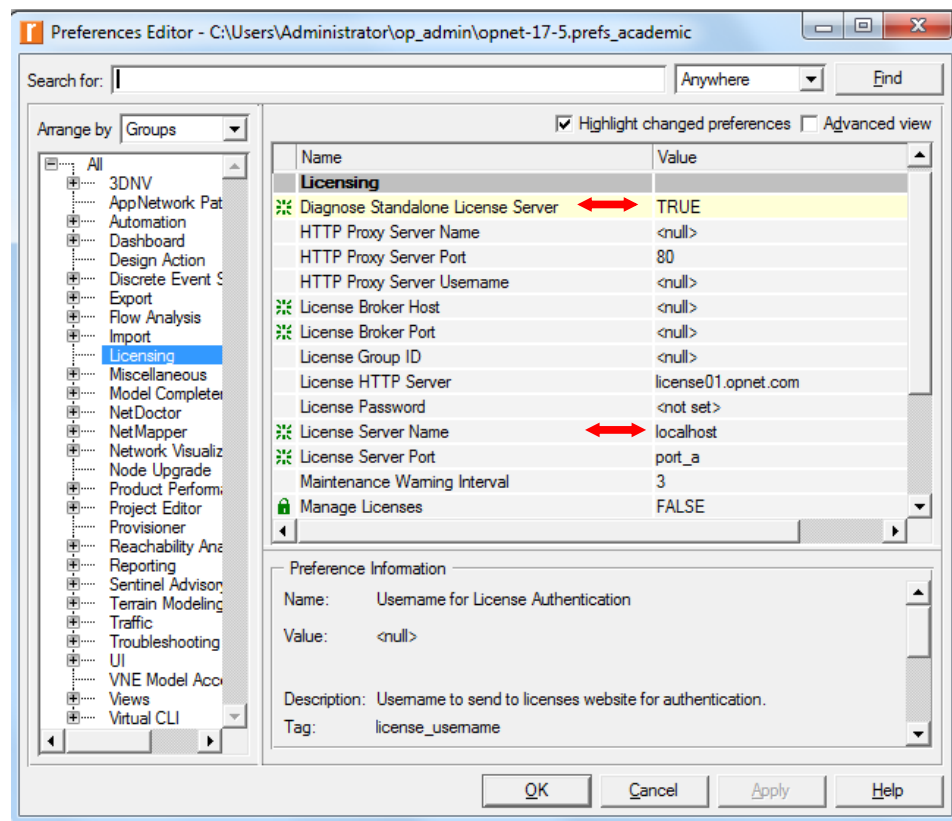 Preferences Editor - C:\Users\Administrator\op_admin\opnet-17-5.prefs_academic
Search for: Anywhere Find
Arrange by Groups
Highlight changed preferences Advanced view
All
3DNV
AppNetwork Pat
Automation
Dashboard
Design Action
Discrete Event S
Export
Flow Analysis
Import
Licensing
Miscellaneous
Model Completer
NetDoctor
NetMapper
Network Visualiz
Node Upgrade
Product Performa
Project Editor
Provisioner
Reachability Ana
Reporting
Sentinel Advisory
Terrain Modeling
Traffic
Troubleshooting
UI
VNE Model Acce
Views
Virtual CLI
Name Value
Licensing
Diagnose Standalone License Server TRUE
HTTP Proxy Server Name <null>
HTTP Proxy Server Port 80
HTTP Proxy Server Username <null>
License Broker Host <null>
License Broker Port <null>
License Group ID <null>
License HTTP Server license01.opnet.com
License Password <not set>
License Server Name localhost
License Server Port port_a
Maintenance Warning Interval 3
Manage Licenses FALSE
Preference Information
Name: Username for License Authentication
Value: <null>
Description: Username to send to licenses website for authentication.
Tag: license_username
OK Cancel Apply Help